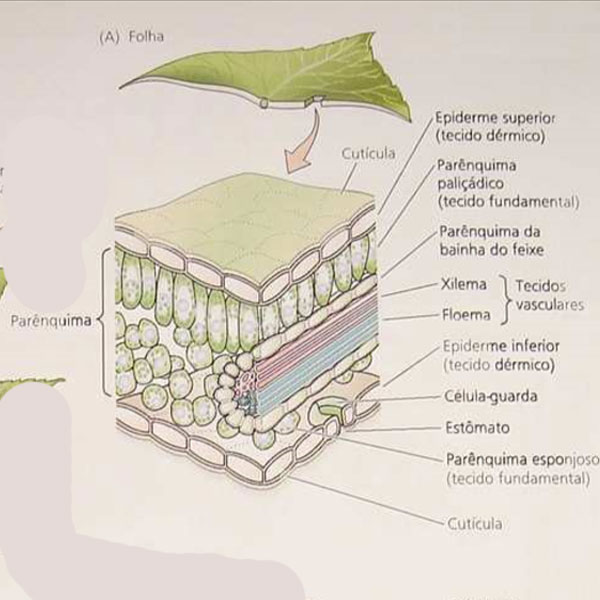 (A) Folha
Cutícula
Epiderme superior
(tecido dérmico)
Parênquima
paliçádico
(tecido fundamental)
Parênquima da
bainha do feixe
Xilema
Floema
Tecidos
vasculares
Parênquima
Epiderme inferior
(tecido dérmico)
Célula-guarda
Estômato
Parênquima esponjoso
(tecido fundamental)
Cutícula